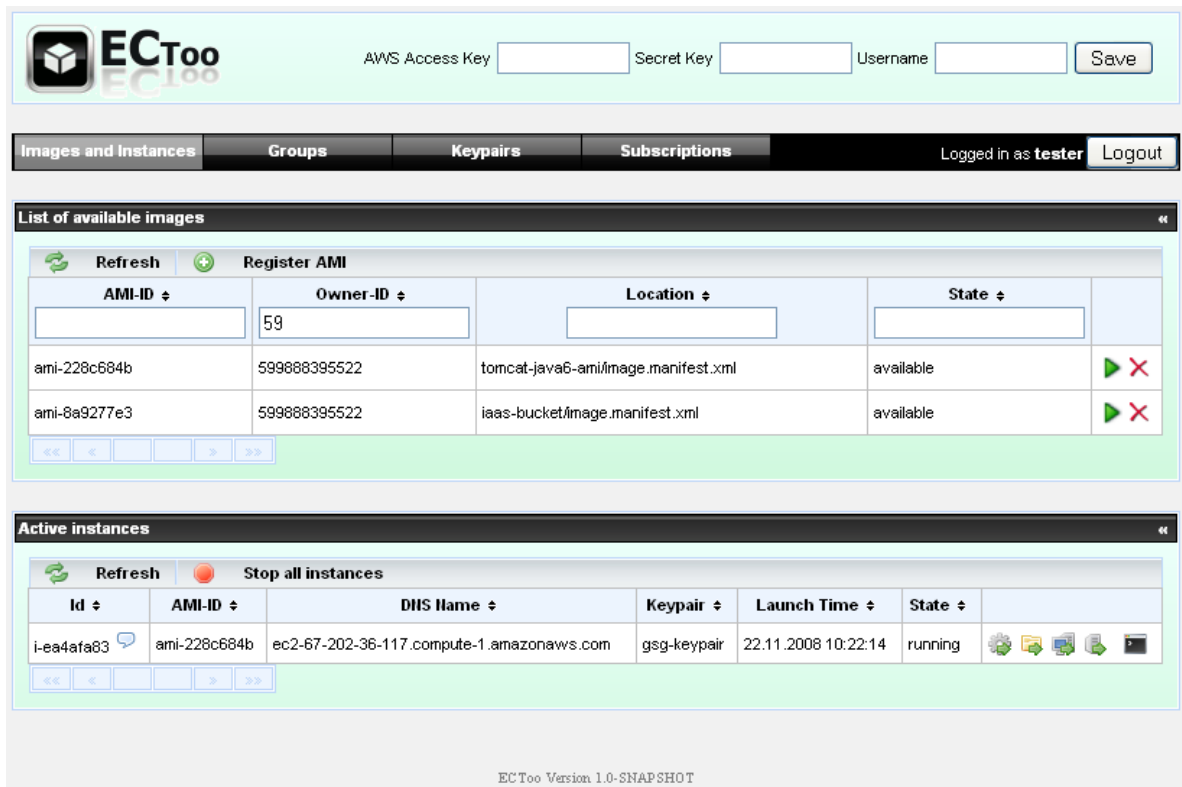 ECToo
AWS Access Key Secret Key Username Save
Images and Instances Groups Keypairs Subscriptions Logged in as tester Logout
List of available images «
Refresh Register AMI
AMI-ID Owner-ID Location State
59
ami-228c684b 599888395522 tomcat-java6-ami/image.manifest.xml available
ami-8a9277e3 599888395522 iaas-bucket/image.manifest.xml available
«« « » »»
Active instances «
Refresh Stop all instances
Id AMI-ID DNS Name Keypair Launch Time State
i-ea4afa83 ami-228c684b ec2-67-202-36-117.compute-1.amazonaws.com gsg-keypair 22.11.2008 10:22:14 running
«« « » »»
ECToo Version 1.0-SNAPSHOT